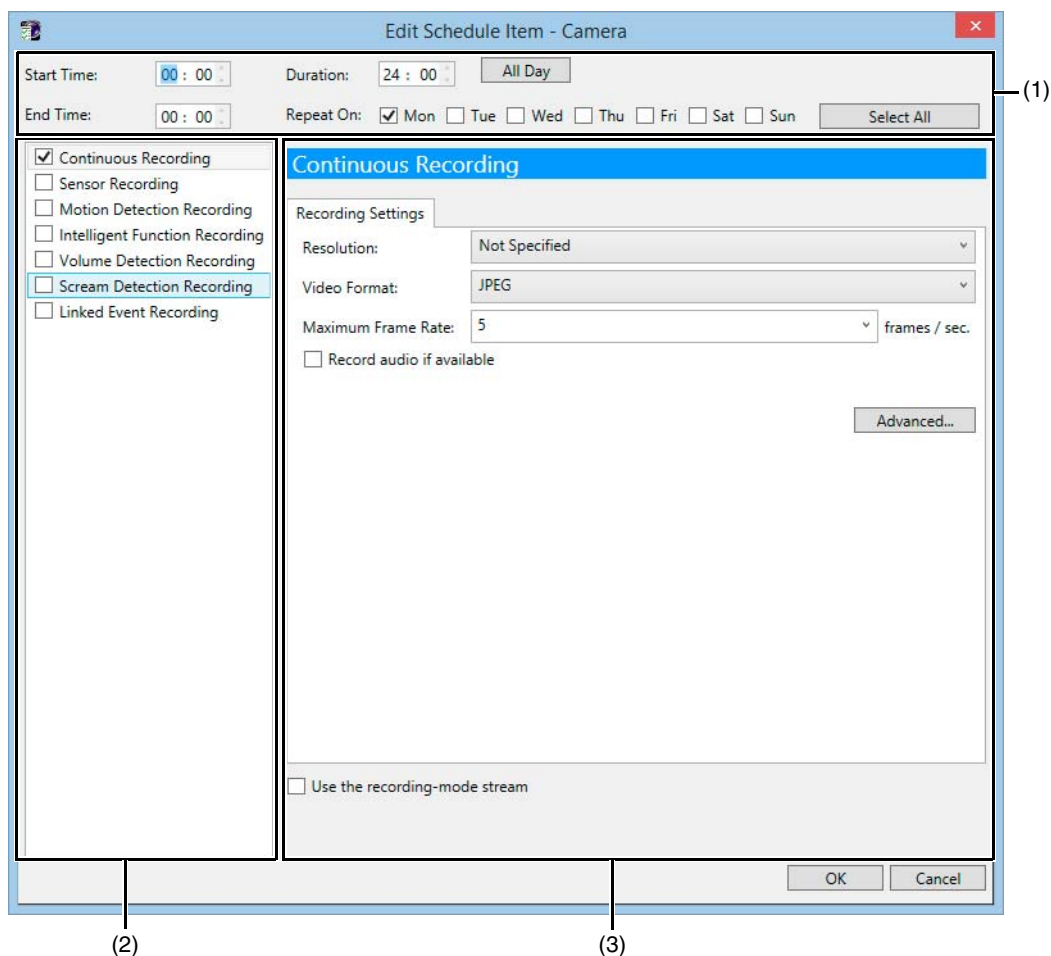 Edit Schedule Item - Camera
Start Time: 00 : 00 Duration: 24 : 00 All Day
(1)
End Time: 00 : 00 Repeat On: Mon Tue Wed Thu Fri Sat Sun Select All
Continuous Recording
Sensor Recording
Motion Detection Recording
Intelligent Function Recording
Volume Detection Recording
Scream Detection Recording
Linked Event Recording
Continuous Recording
Recording Settings
Resolution: Not Specified
Video Format: JPEG
Maximum Frame Rate: 5 frames / sec.
Record audio if available
Advanced...
Use the recording-mode stream
OK Cancel
(2) (3)